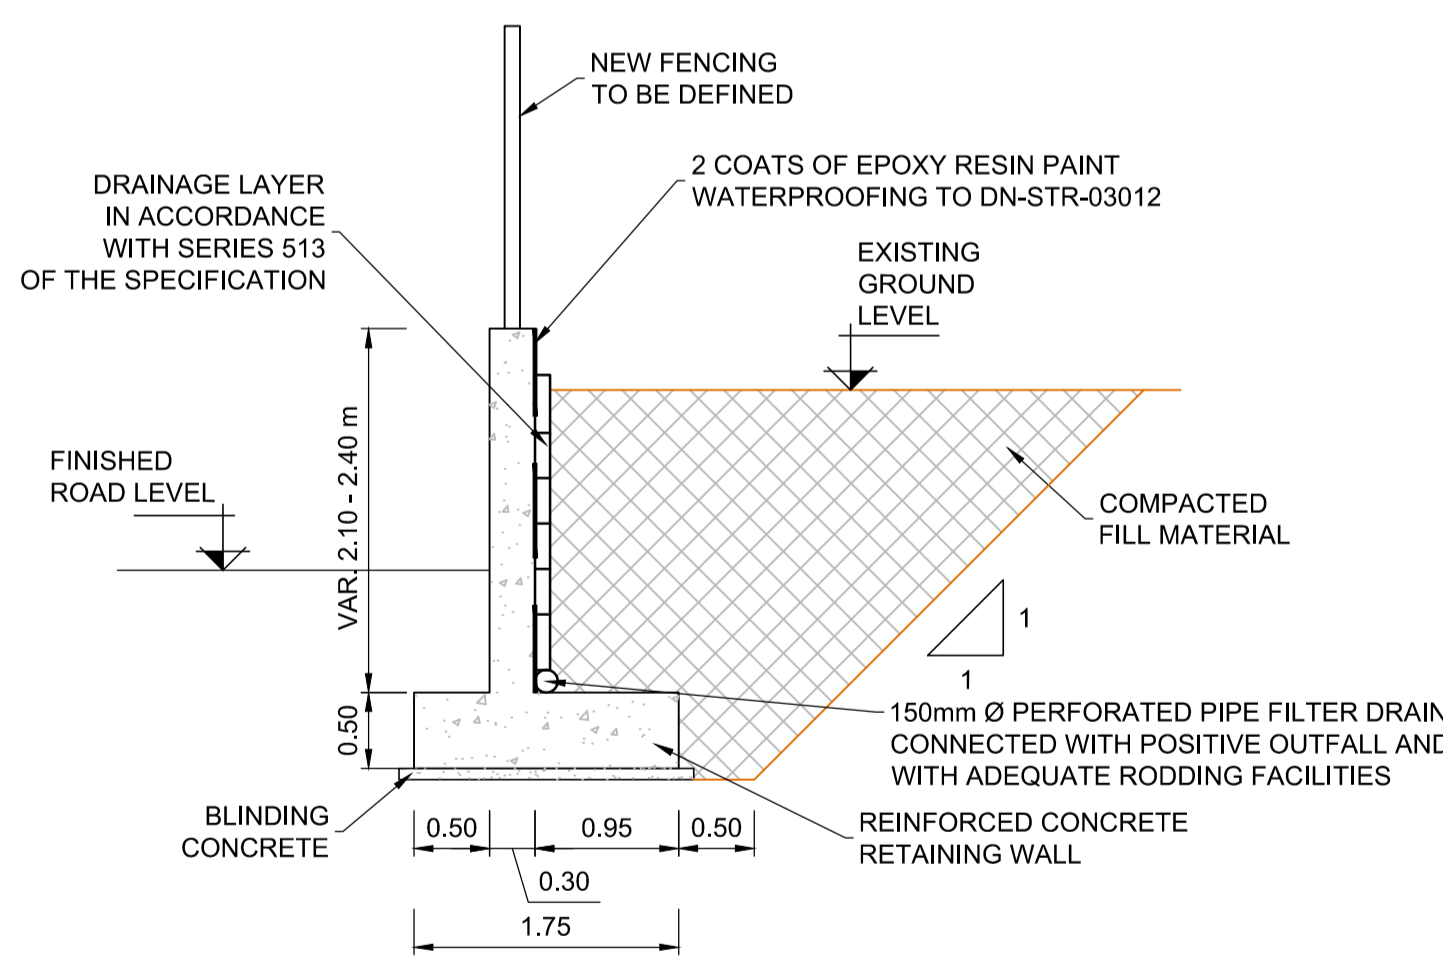 NEW FENCING
TO BE DEFINED
2 COATS OF EPOXY RESIN PAINT
WATERPROOFING TO DN-STR-03012
DRAINAGE LAYER
IN ACCORDANCE
WITH SERIES 513
OF THE SPECIFICATION
EXISTING
GROUND
LEVEL
FINISHED
ROAD LEVEL
VAR. 2.10 - 2.40 m
COMPACTED
FILL MATERIAL
1
1
0.50
150mm Ø PERFORATED PIPE FILTER DRAIN
CONNECTED WITH POSITIVE OUTFALL AND
WITH ADEQUATE RODDING FACILITIES
BLINDING
CONCRETE
0.50
0.95
0.50
REINFORCED CONCRETE
RETAINING WALL
0.30
1.75